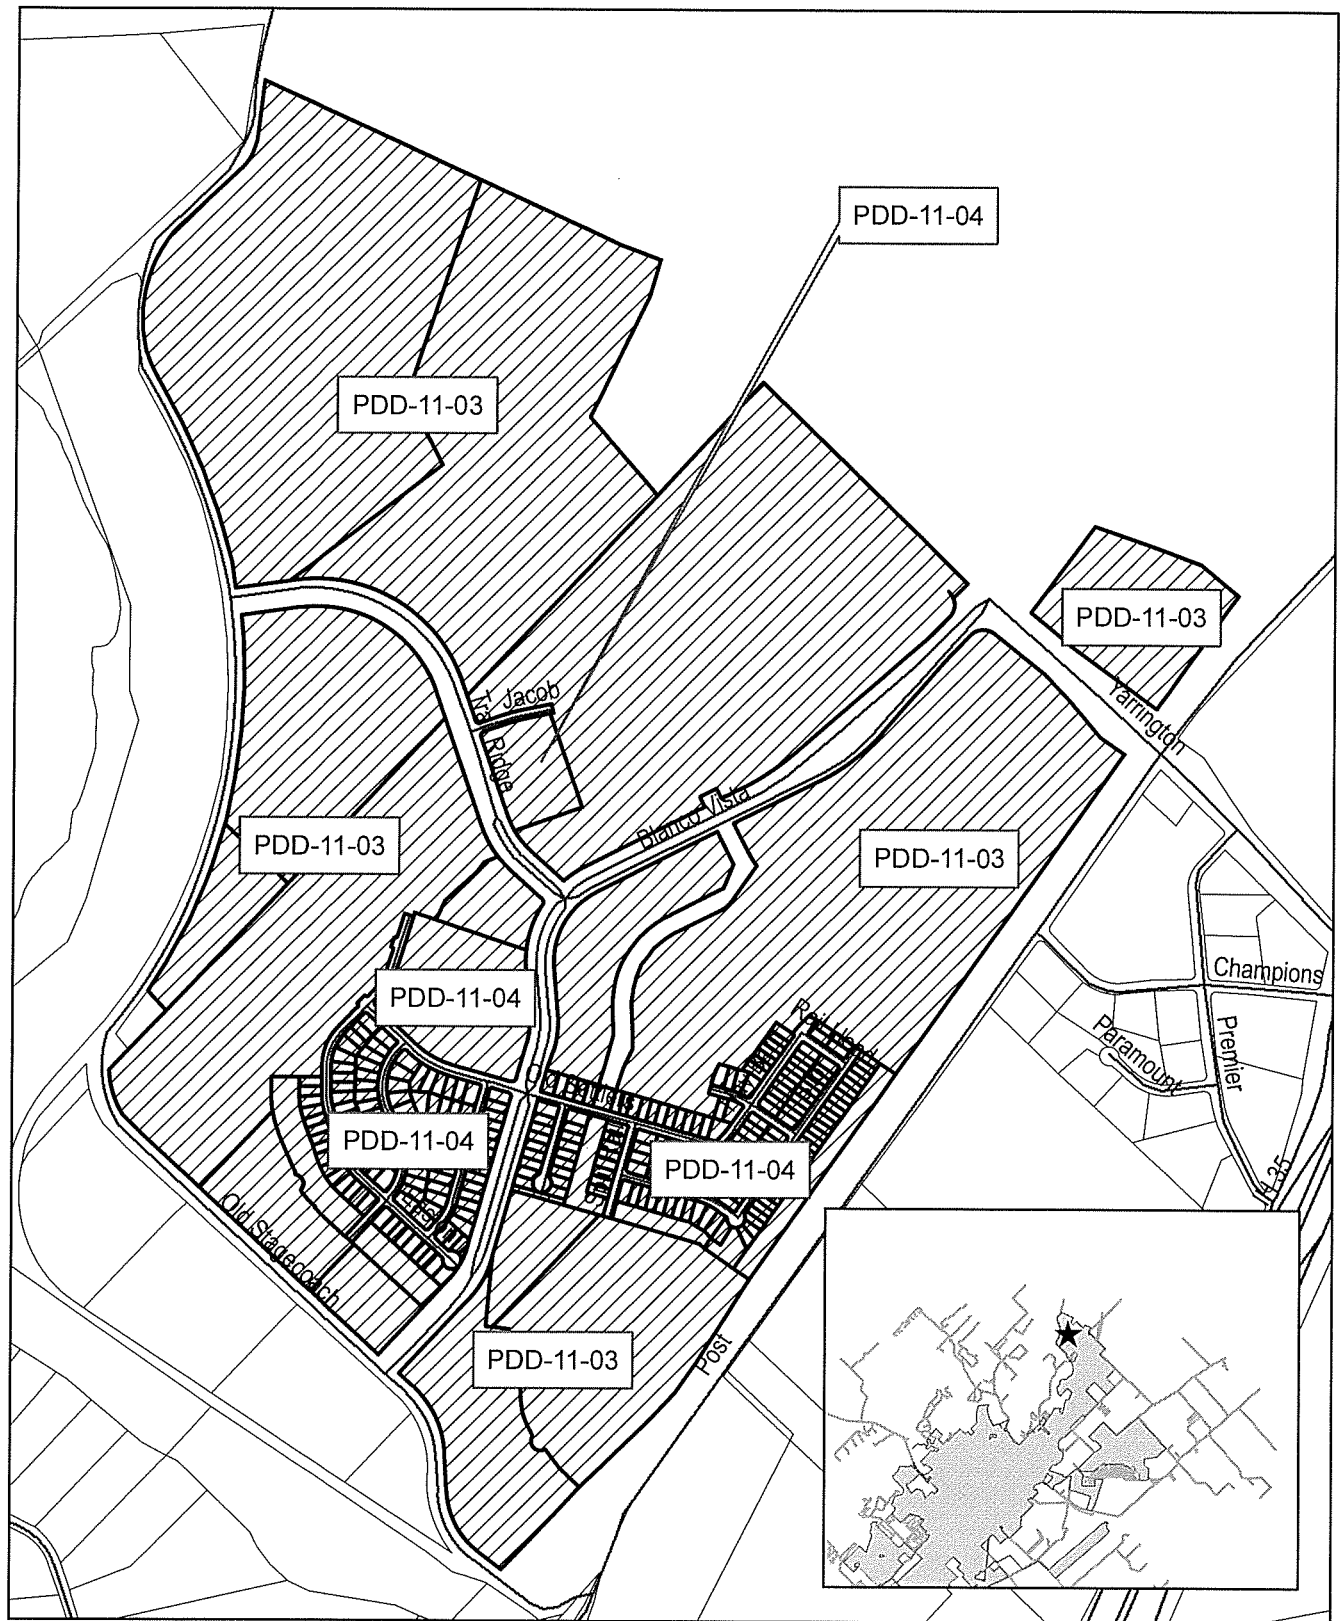 PDD-11-04
PDD-11-03
PDD-11-03
Yarrington
Jacob
Ridge
Blanco Vista
PDD-11-03
PDD-11-03
Champions
PDD-11-04
Premier
Paramount
PDD-11-04
PDD-11-04
I-35
Old Stagecoach
Post
PDD-11-03